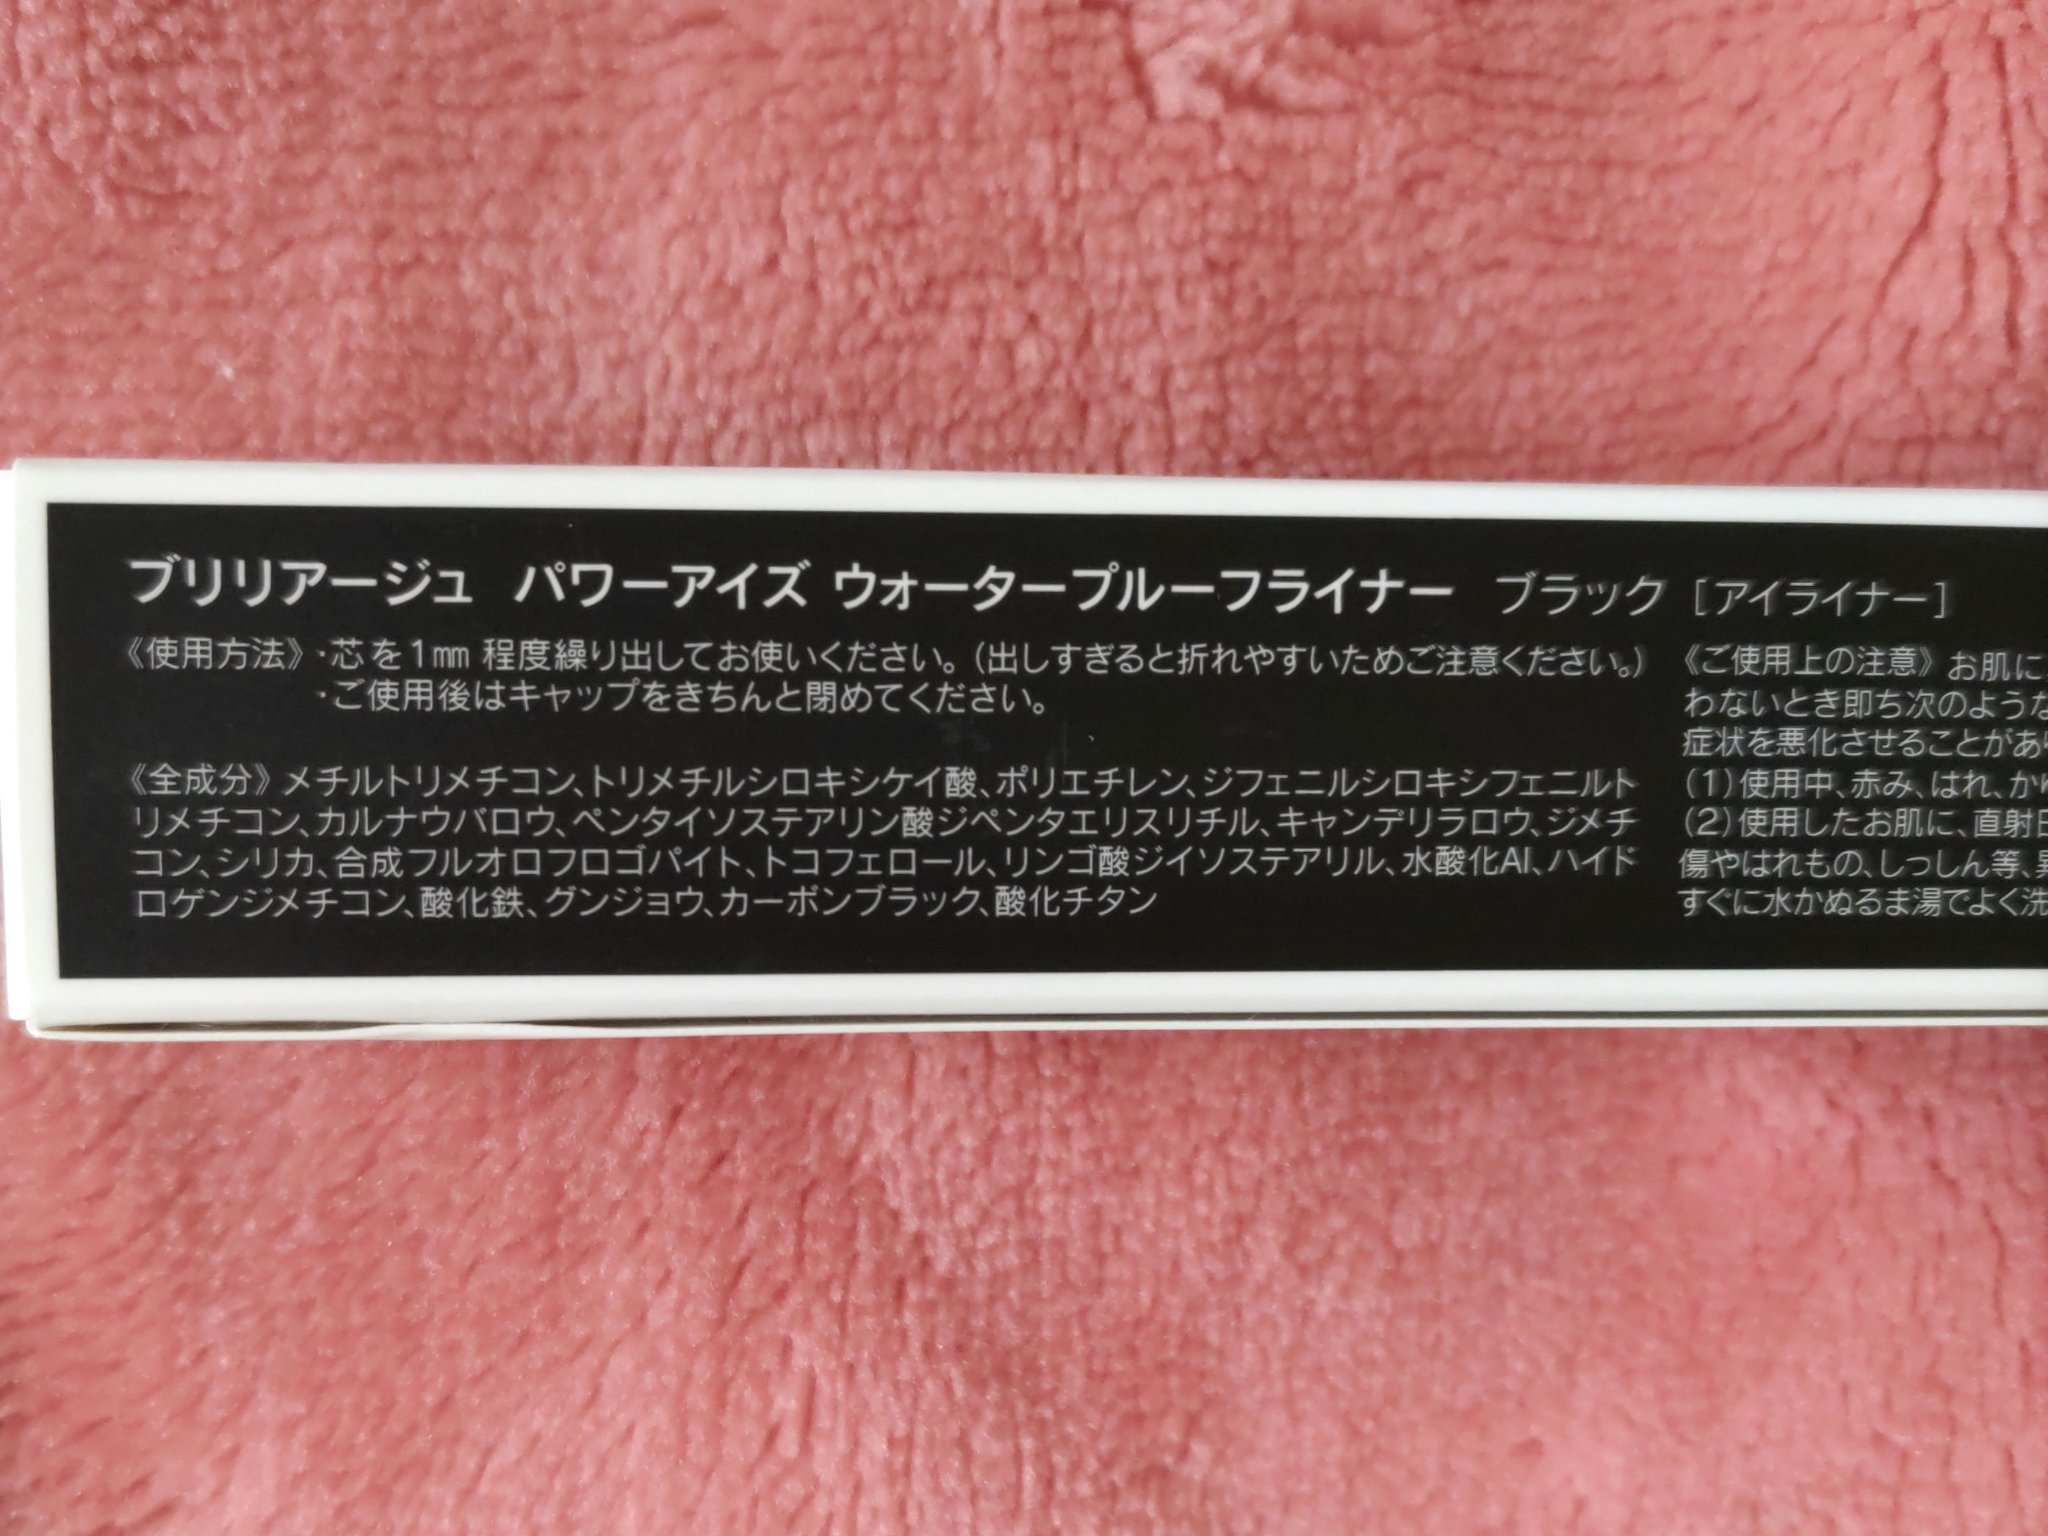 ブリリアージュ パワーアイズ ウォータープルーフライナー ブラック [アイライナー]
《使用方法》・芯を1mm 程度繰り出してお使いください。(出しすぎると折れやすいためご注意ください。)
・ご使用後はキャップをきちんと閉めてください。
《全成分》メチルトリメチコン、トリメチルシロキシケイ酸、ポリエチレン、ジフェニルシロキシフェニルト
リメチコン、カルナウバロウ、ペンタイソステアリン酸ジペンタエリスリチル、キャンデリラロウ、ジメチ
コン、シリカ、合成フルオロフロゴパイト、トコフェロール、リンゴ酸ジイソステアリル、水酸化Al、ハイド
ロゲンジメチコン、酸化鉄、グンジョウ、カーボンブラック、酸化チタン
《ご使用上の注意》お肌に
わないとき即ち次のような
症状を悪化させることがあ
(1)使用中、赤み、はれ、か
(2)使用したお肌に、直射日
傷やはれもの、しっしん等、異
すぐに水かぬるま湯でよく洗